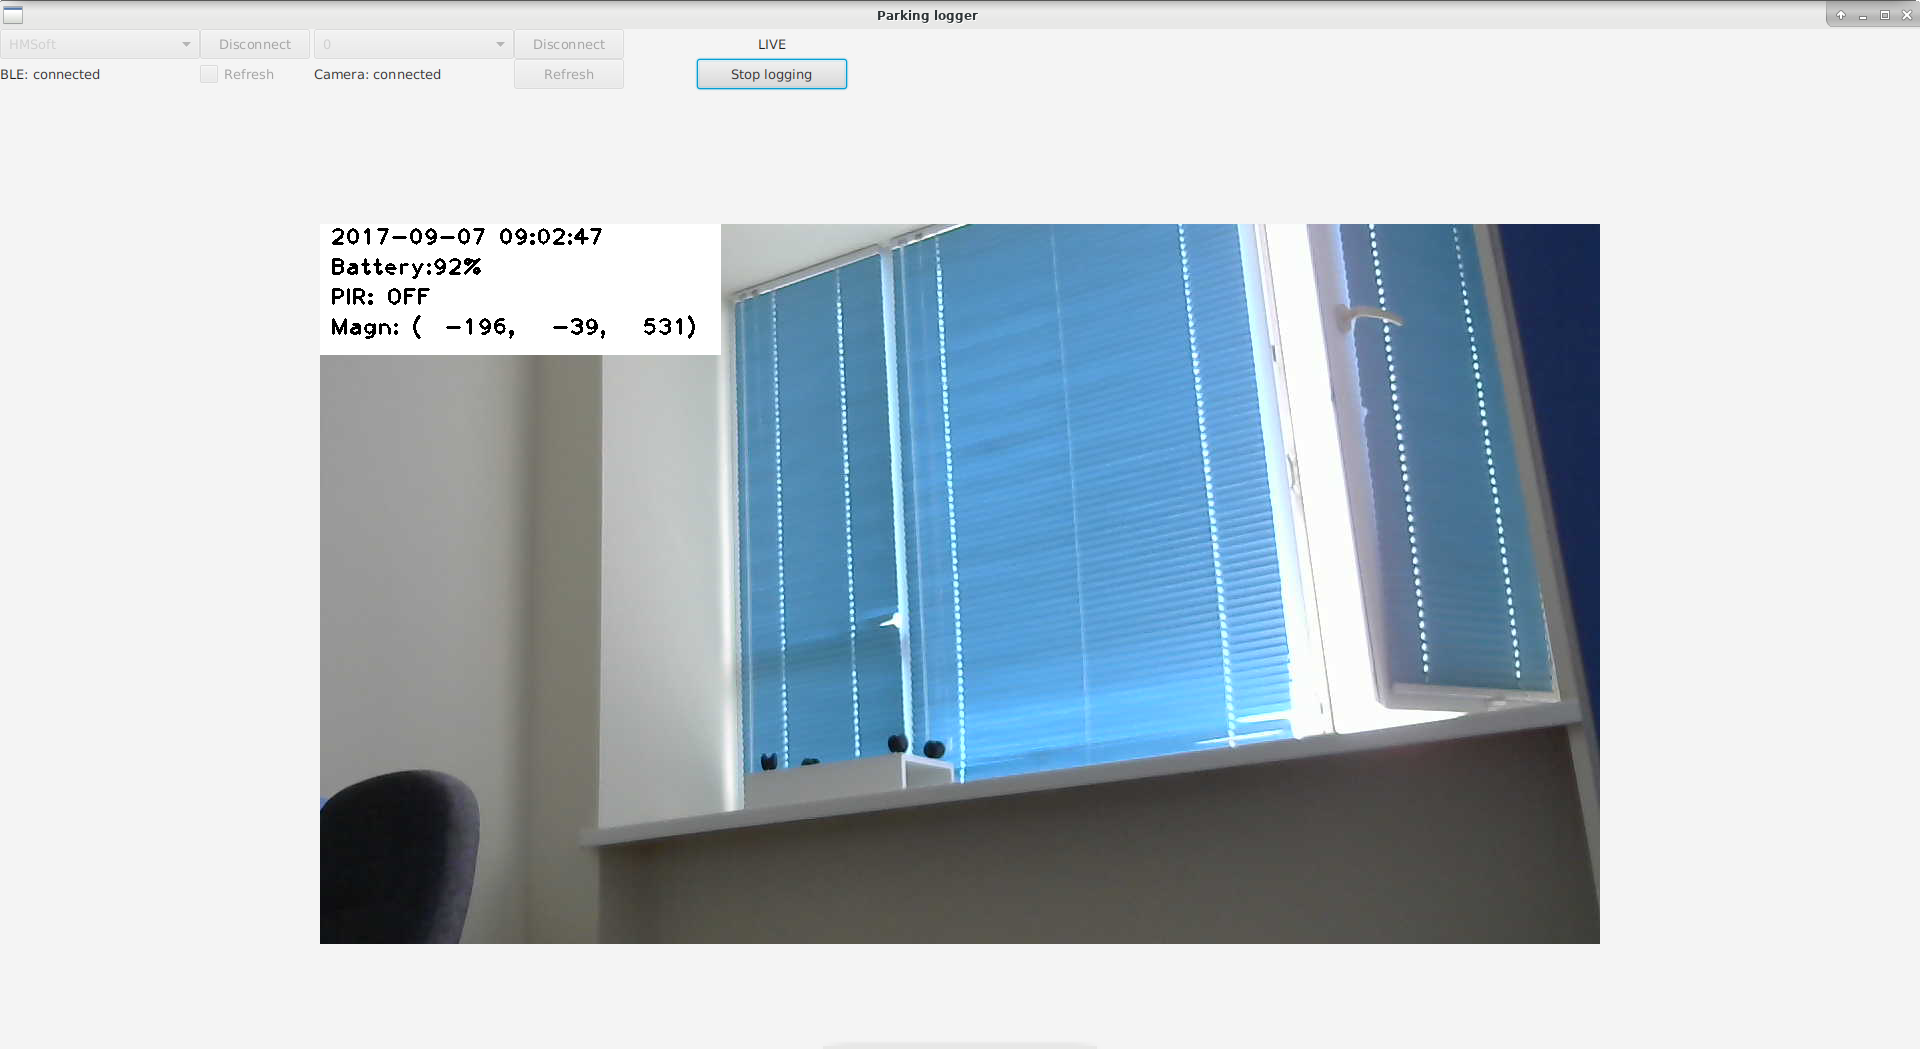 Parking logger
HMSoft Disconnect 0 Disconnect LIVE
BLE: connected Refresh Camera: connected Refresh Stop logging
2017-09-07 09:02:47
Battery:92%
PIR: OFF
Magn: ( -196, -39, 531)